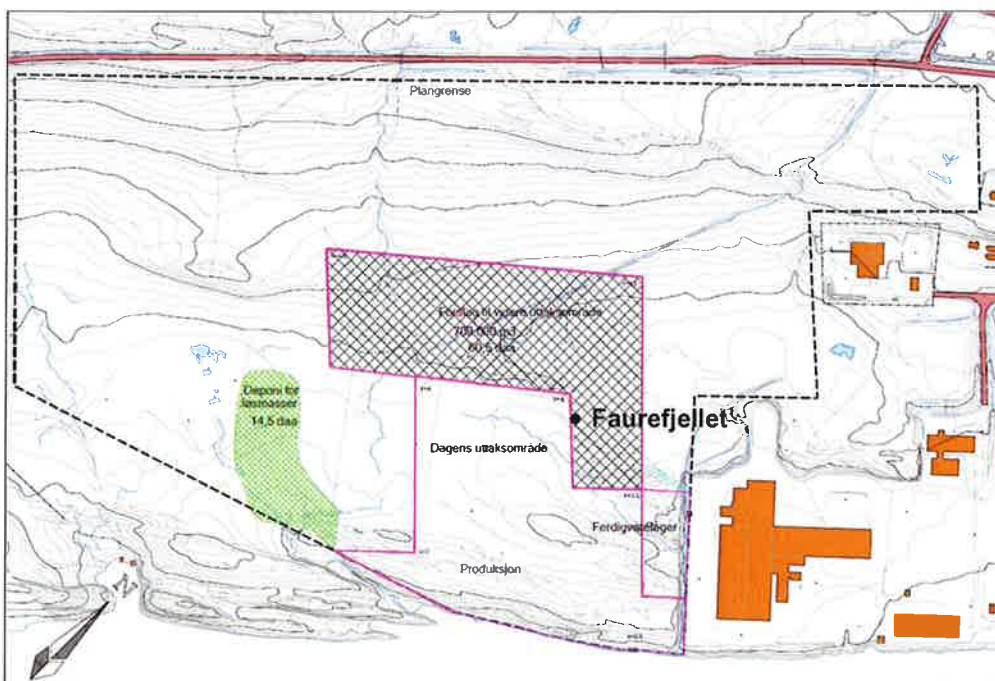 Plangrense
Forslag til videre uttaksområde
700 000 m3
60,5 daa
Deponi for
løsmasser
14,5 daa
Faurefjellet
Dagens uttaksområde
Ferdigvarelager
Produksjon
N